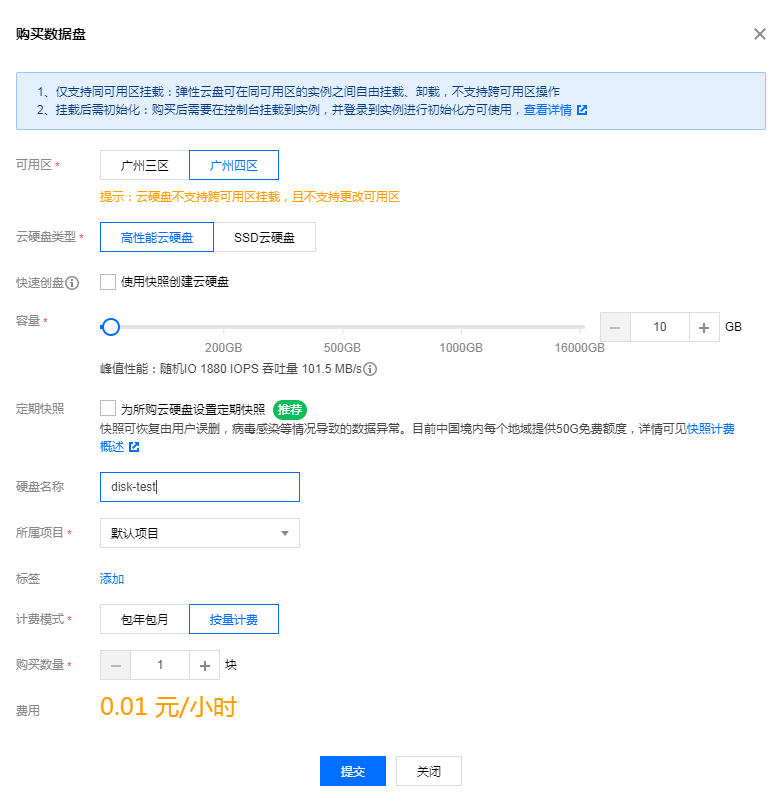 购买数据盘
1、仅支持同可用区挂载：弹性云盘可在同可用区的实例之间自由挂载、卸载，不支持跨可用区操作
2、挂载后需初始化：购买后需要在控制台挂载到实例，并登录到实例进行初始化方可使用，查看详情
可用区 * 广州三区 广州四区
提示：云硬盘不支持跨可用区挂载，且不支持更改可用区
云硬盘类型 * 高性能云硬盘 SSD云硬盘
快速创盘 使用快照创建云硬盘
容量 * 10 GB
200GB 500GB 1000GB 16000GB
峰值性能：随机IO 1880 IOPS 吞吐量 101.5 MB/s
定期快照 为所购云硬盘设置定期快照 推荐
快照可恢复由用户误删，病毒感染等情况导致的数据异常。目前中国境内每个地域提供50G免费额度，详情可见快照计费
概述
硬盘名称 disk-test
所属项目 * 默认项目
标签 添加
计费模式 * 包年包月 按量计费
购买数量 * 1 块
费用 0.01 元/小时
提交 关闭